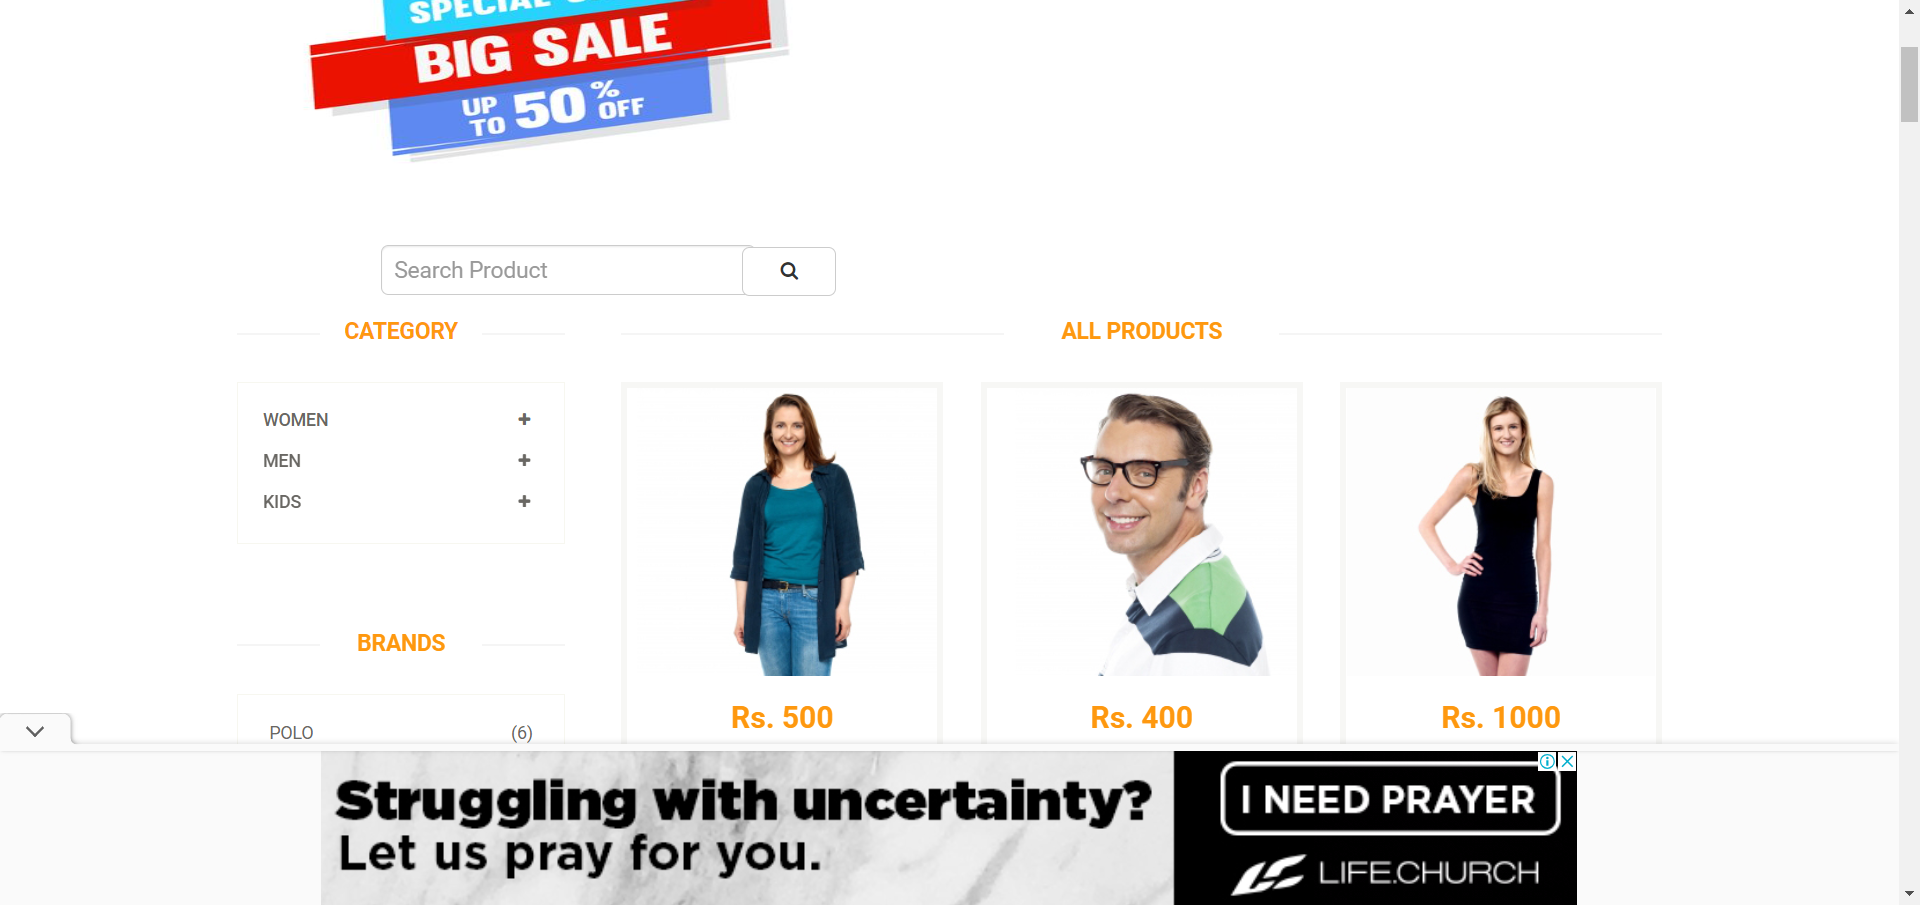 SPECIAL
BIG SALE
UP TO 50% OFF
Search Product
CATEGORY
WOMEN
MEN
KIDS
BRANDS
POLO (6)
ALL PRODUCTS
Rs. 500
Rs. 400
Rs. 1000
Struggling with uncertainty?
Let us pray for you.
I NEED PRAYER
LIFE.CHURCH